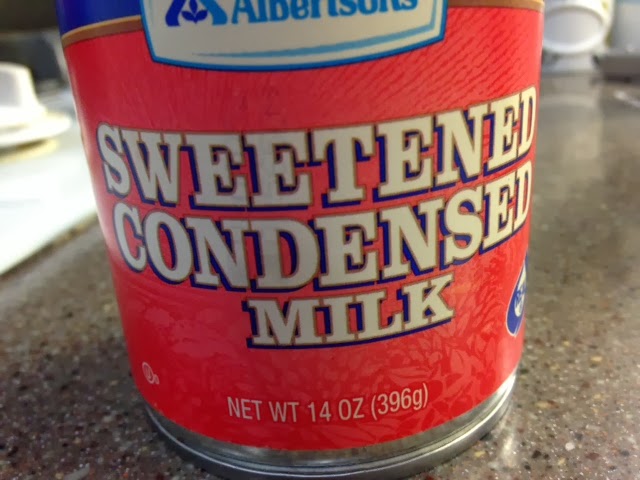 Albertsons
SWEETENED
CONDENSED
MILK
NET WT 14 OZ (396g)